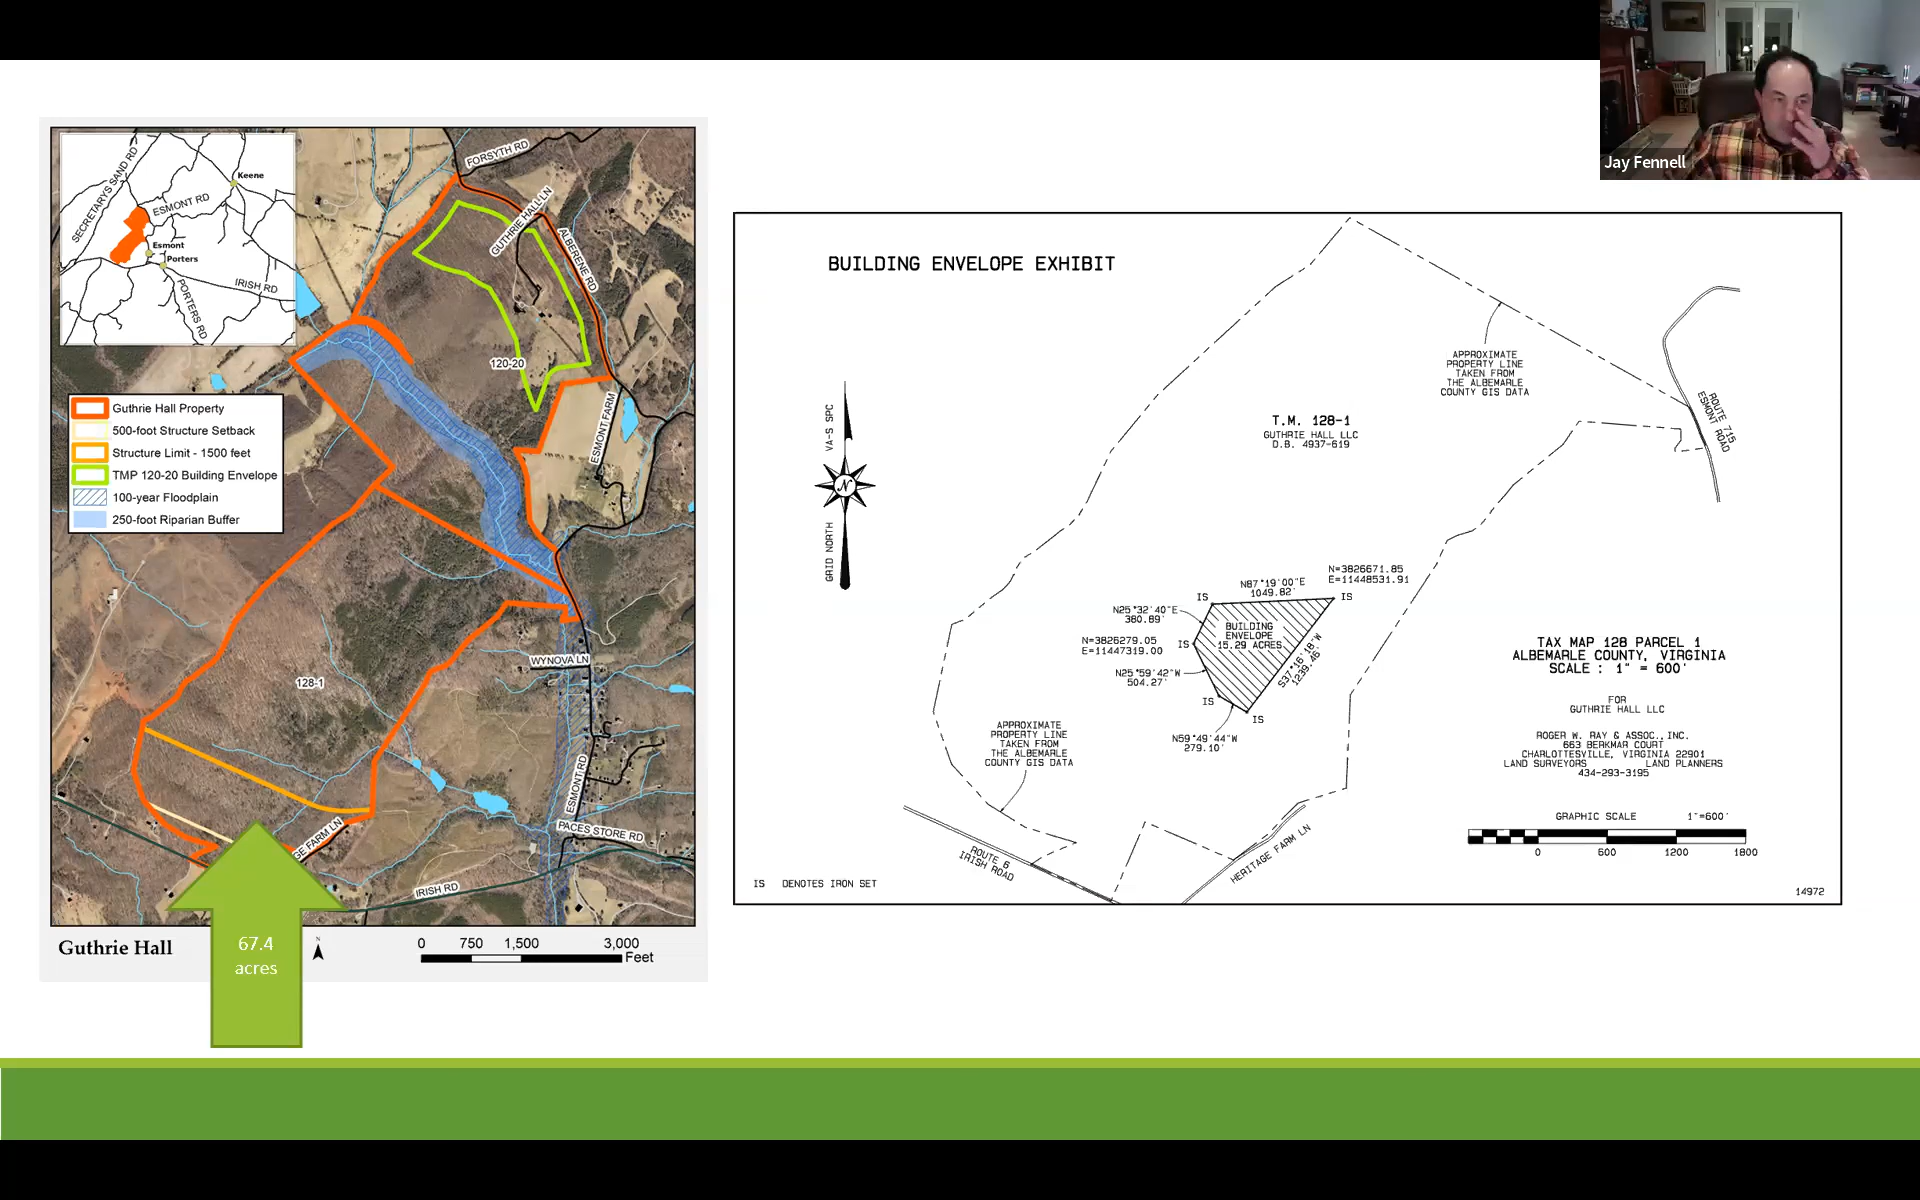 Jay Fennell
SECRETARYS SAND RD
Keene
ESMONT RD
Esmont
Porters
IRISH RD
PORTERS RD
FORSYTH RD
GUTHRIE HALL LN
ALBERENE RD
120-20
ESMONT FARM
Guthrie Hall Property
500-foot Structure Setback
Structure Limit - 1500 feet
TMP 120-20 Building Envelope
100-year Floodplain
250-foot Riparian Buffer
WYNOVA LN
128-1
ESMONT RD
PACES STORE RD
GE FARM LN
IRISH RD
Guthrie Hall
N
0 750 1,500 3,000
Feet
67.4
acres
BUILDING ENVELOPE EXHIBIT
APPROXIMATE
PROPERTY LINE
TAKEN FROM
THE ALBEMARLE
COUNTY GIS DATA
ROUTE 715
ESMONT ROAD
T.M. 128-1
GUTHRIE HALL LLC
D.B. 4937-619
VA-S SPC
N
GRID NORTH
N=3826671.85
E=11448531.91
N87°19'00"E
1049.82'
IS
IS
N25°32'40"E
380.89'
N=3826279.05
E=11447319.00
IS
BUILDING
ENVELOPE
15.29 ACRES
S37°16'18"W
1239.46'
N25°59'42"W
504.27'
IS
IS
N59°49'44"W
279.10'
APPROXIMATE
PROPERTY LINE
TAKEN FROM
THE ALBEMARLE
COUNTY GIS DATA
TAX MAP 128 PARCEL 1
ALBEMARLE COUNTY, VIRGINIA
SCALE : 1" = 600'
FOR
GUTHRIE HALL LLC
ROGER W. RAY & ASSOC., INC.
663 BERKMAR COURT
CHARLOTTESVILLE, VIRGINIA 22901
LAND SURVEYORS LAND PLANNERS
434-293-3195
GRAPHIC SCALE 1"=600'
0 600 1200 1800
ROUTE 6
IRISH ROAD
HERITAGE FARM LN
IS DENOTES IRON SET
14972